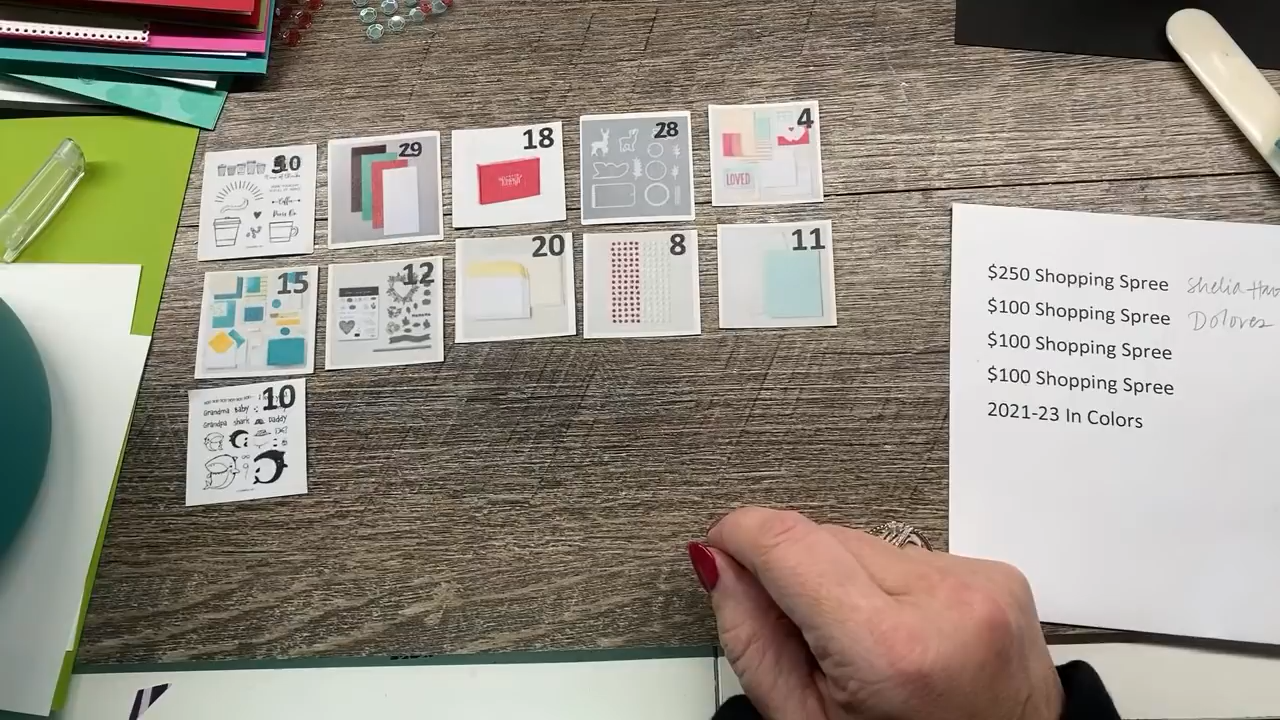 30
29
18
28
4
LOVED
15
12
20
8
11
10
Grandma Baby
Grandpa shark Daddy
$250 Shopping Spree Shelia
$100 Shopping Spree Dolores
$100 Shopping Spree
$100 Shopping Spree
2021-23 In Colors